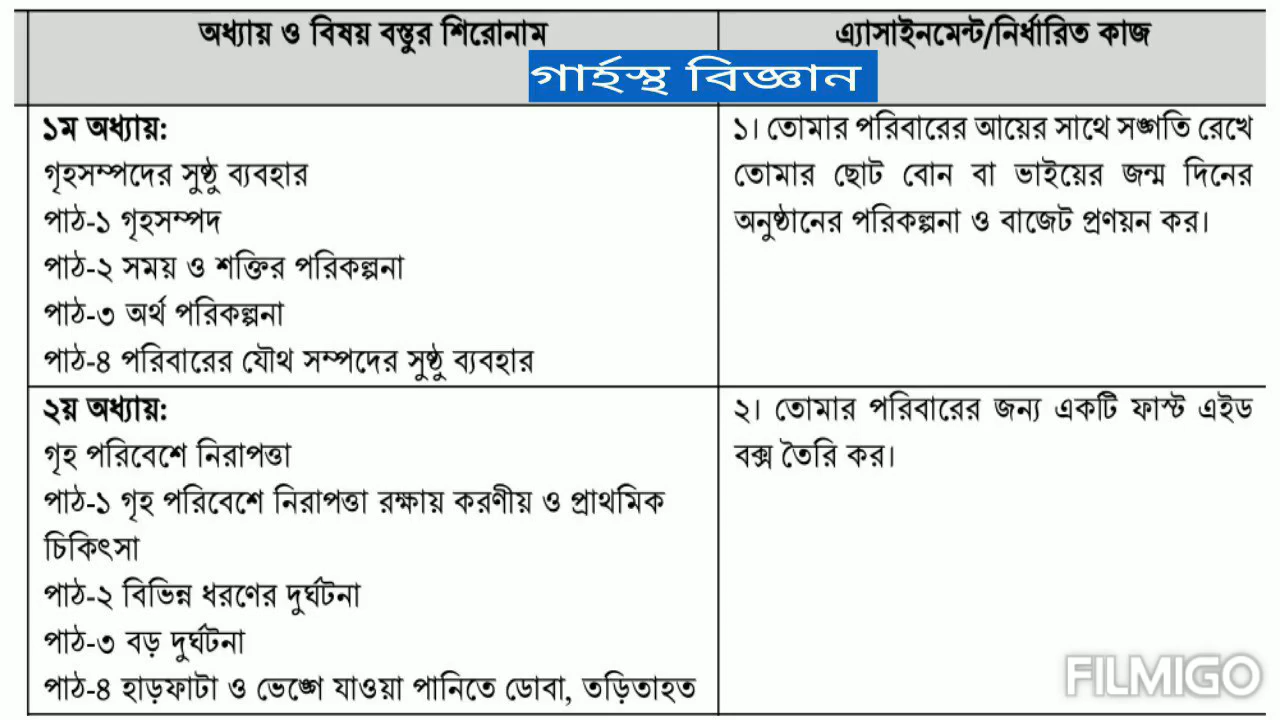 অধ্যায় ও বিষয় বস্তুর শিরোনাম
এ্যাসাইনমেন্ট/নির্ধারিত কাজ
গার্হস্থ বিজ্ঞান
১ম অধ্যায়:
গৃহসম্পদের সুষ্ঠু ব্যবহার
পাঠ-১ গৃহসম্পদ
পাঠ-২ সময় ও শক্তির পরিকল্পনা
পাঠ-৩ অর্থ পরিকল্পনা
পাঠ-৪ পরিবারের যৌথ সম্পদের সুষ্ঠু ব্যবহার
১। তোমার পরিবারের আয়ের সাথে সঙ্গতি রেখে
তোমার ছোট বোন বা ভাইয়ের জন্ম দিনের
অনুষ্ঠানের পরিকল্পনা ও বাজেট প্রণয়ন কর।
২য় অধ্যায়:
গৃহ পরিবেশে নিরাপত্তা
পাঠ-১ গৃহ পরিবেশে নিরাপত্তা রক্ষায় করণীয় ও প্রাথমিক
চিকিৎসা
পাঠ-২ বিভিন্ন ধরণের দুর্ঘটনা
পাঠ-৩ বড় দুর্ঘটনা
পাঠ-৪ হাড়ফাটা ও ভেঙ্গে যাওয়া পানিতে ডোবা, তড়িতাহত
২। তোমার পরিবারের জন্য একটি ফাস্ট এইড
বক্স তৈরি কর।
FILMIGO